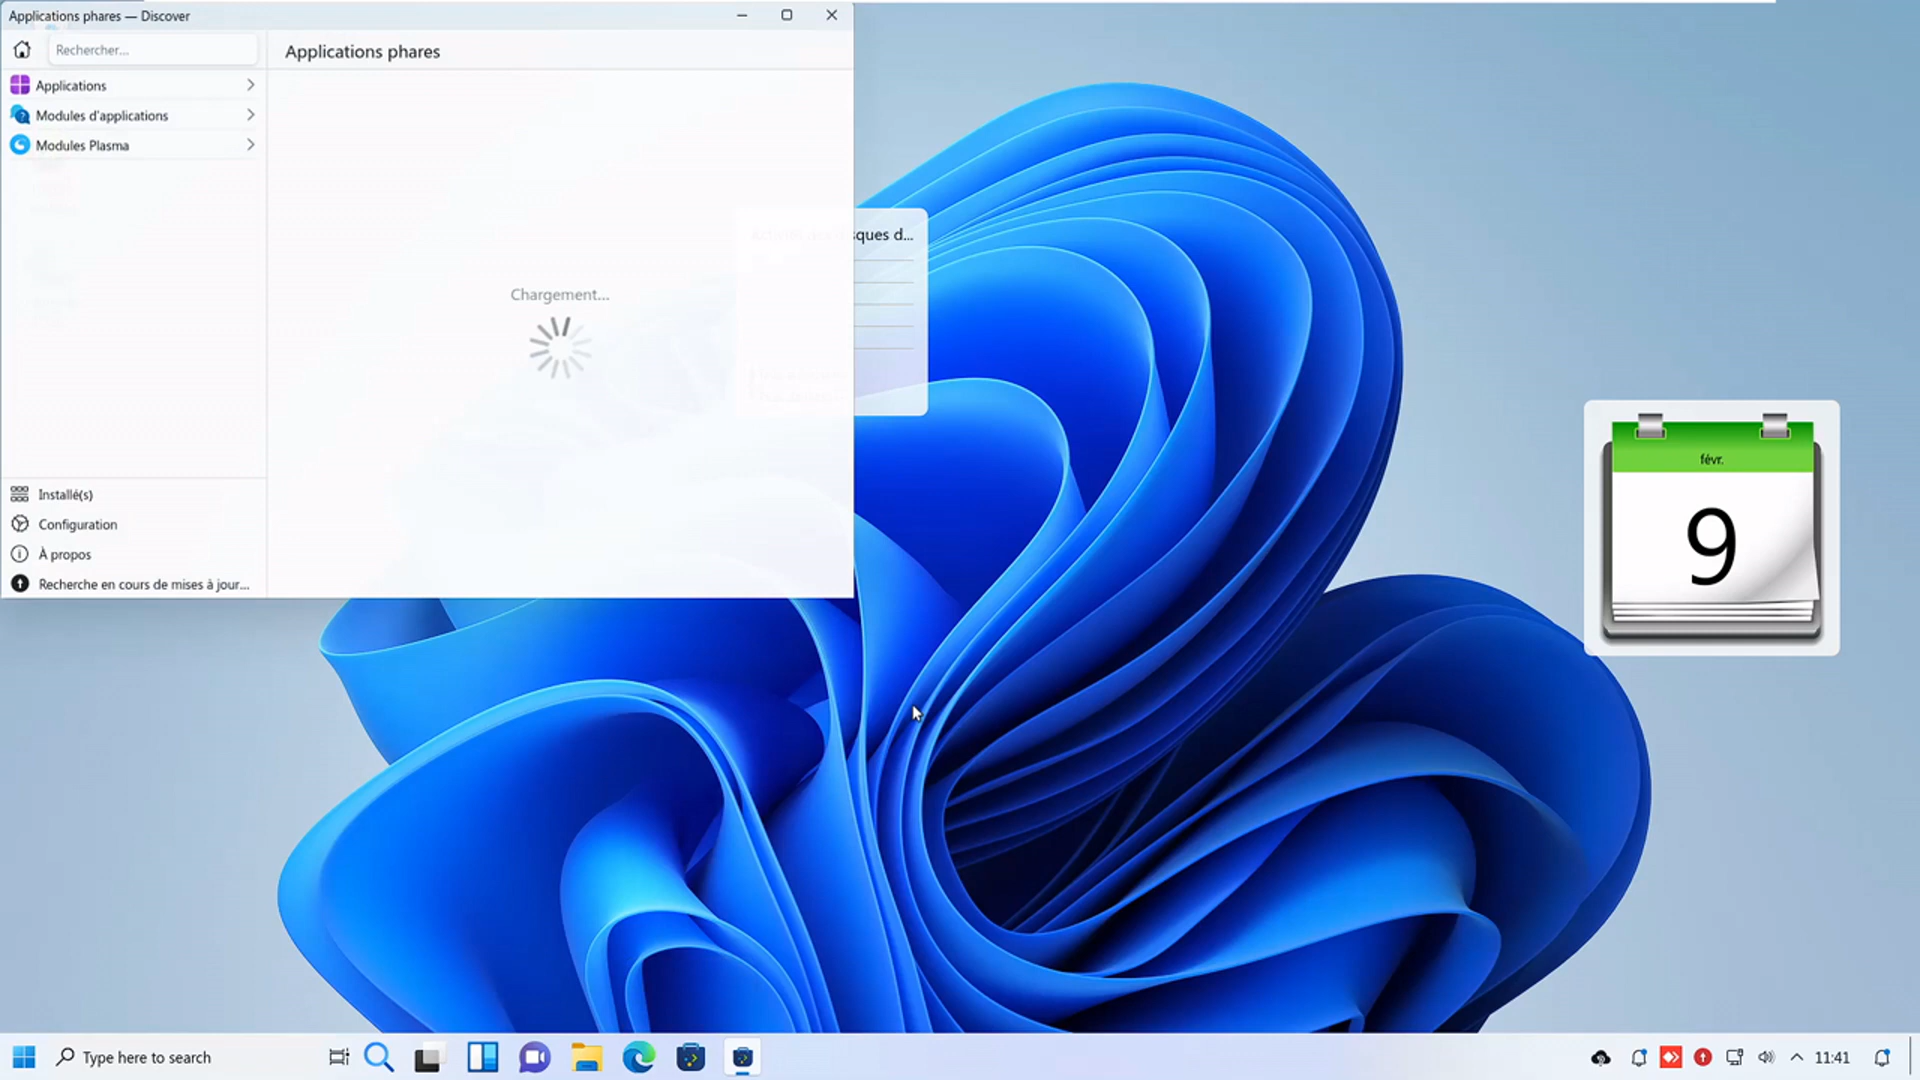 Applications phares — Discover
Rechercher...
Applications phares
Applications
Modules d'applications
Modules Plasma
sques d...
Chargement...
févr.
9
Installé(s)
Configuration
À propos
Recherche en cours de mises à jour...
Type here to search
11:41